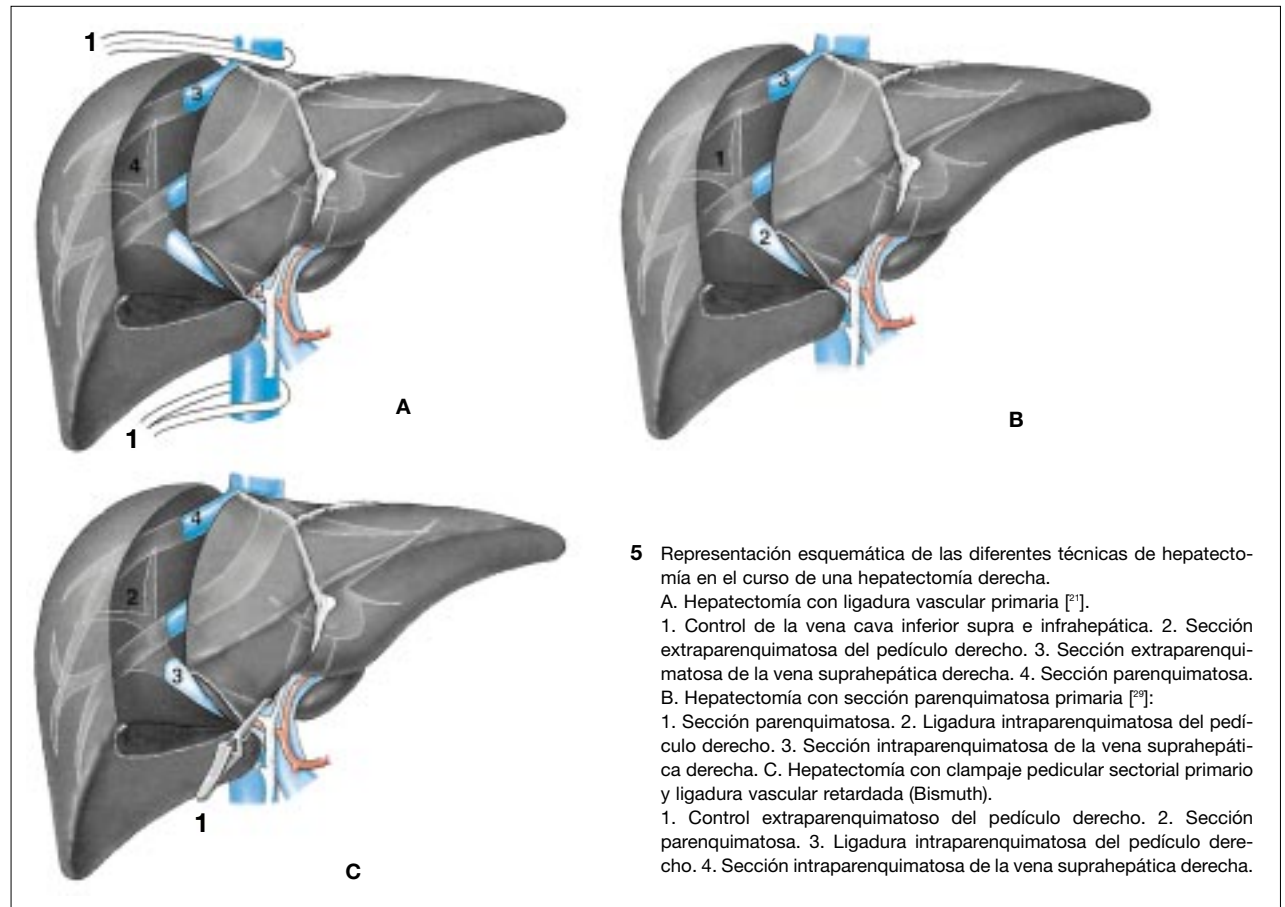 1
3
4
2
A
1
3
1
2
B
4
2
3
1
C
5 Representación esquemática de las diferentes técnicas de hepatecto-
mía en el curso de una hepatectomía derecha.
A. Hepatectomía con ligadura vascular primaria [21].
1. Control de la vena cava inferior supra e infrahepática. 2. Sección
extraparenquimatosa del pedículo derecho. 3. Sección extraparenqui-
matosa de la vena suprahepática derecha. 4. Sección parenquimatosa.
B. Hepatectomía con sección parenquimatosa primaria [29]:
1. Sección parenquimatosa. 2. Ligadura intraparenquimatosa del pedí-
culo derecho. 3. Sección intraparenquimatosa de la vena suprahepáti-
ca derecha. C. Hepatectomía con clampaje pedicular sectorial primario
y ligadura vascular retardada (Bismuth).
1. Control extraparenquimatoso del pedículo derecho. 2. Sección
parenquimatosa. 3. Ligadura intraparenquimatosa del pedículo dere-
cho. 4. Sección intraparenquimatosa de la vena suprahepática derecha.